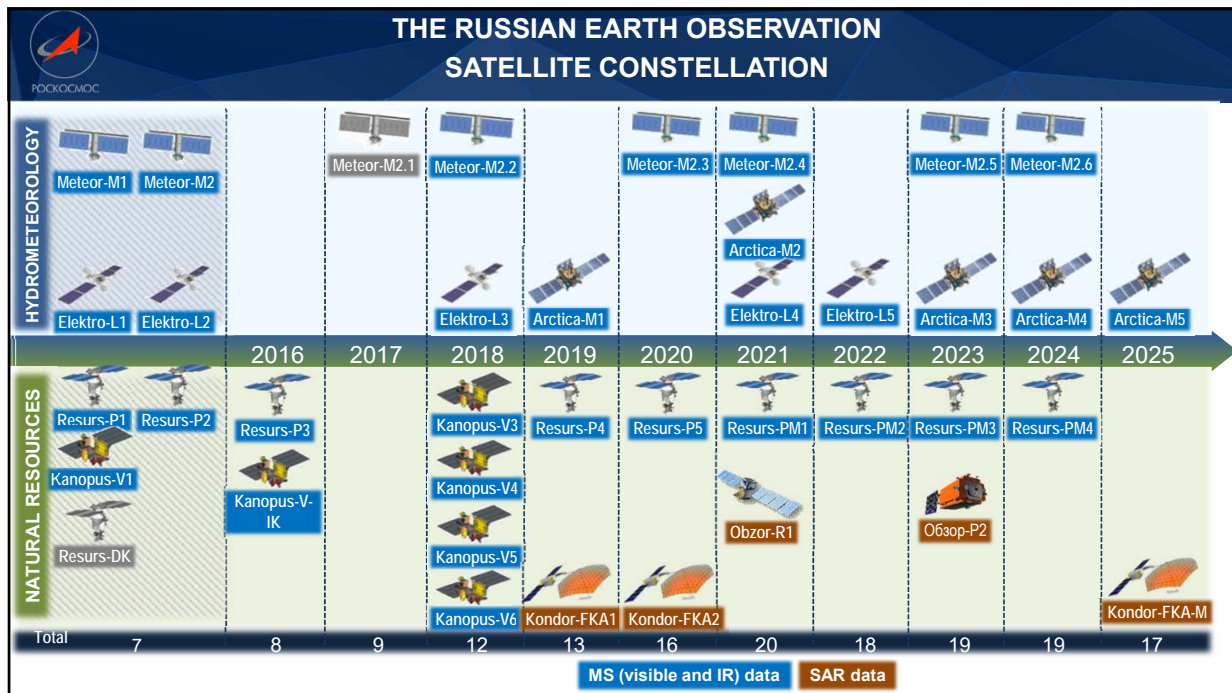 THE RUSSIAN EARTH OBSERVATION
SATELLITE CONSTELLATION
РОСКОСМОС
HYDROMETEOROLOGY
Meteor-M1
Meteor-M2
Meteor-M2.1
Meteor-M2.2
Meteor-M2.3
Meteor-M2.4
Meteor-M2.5
Meteor-M2.6
Arctica-M2
Elektro-L1
Elektro-L2
Elektro-L3
Arctica-M1
Elektro-L4
Elektro-L5
Arctica-M3
Arctica-M4
Arctica-M5
2016
2017
2018
2019
2020
2021
2022
2023
2024
2025
NATURAL RESOURCES
Resurs-P1
Resurs-P2
Resurs-P3
Kanopus-V3
Resurs-P4
Resurs-P5
Resurs-PM1
Resurs-PM2
Resurs-PM3
Resurs-PM4
Kanopus-V1
Kanopus-V-
IK
Kanopus-V4
Resurs-DK
Obzor-R1
Обзор-Р2
Kanopus-V5
Kanopus-V6
Kondor-FKA1
Kondor-FKA2
Kondor-FKA-M
Total
7
8
9
12
13
16
20
18
19
19
17
MS (visible and IR) data
SAR data